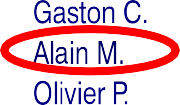 Gaston C.
Alain M.
Olivier P.